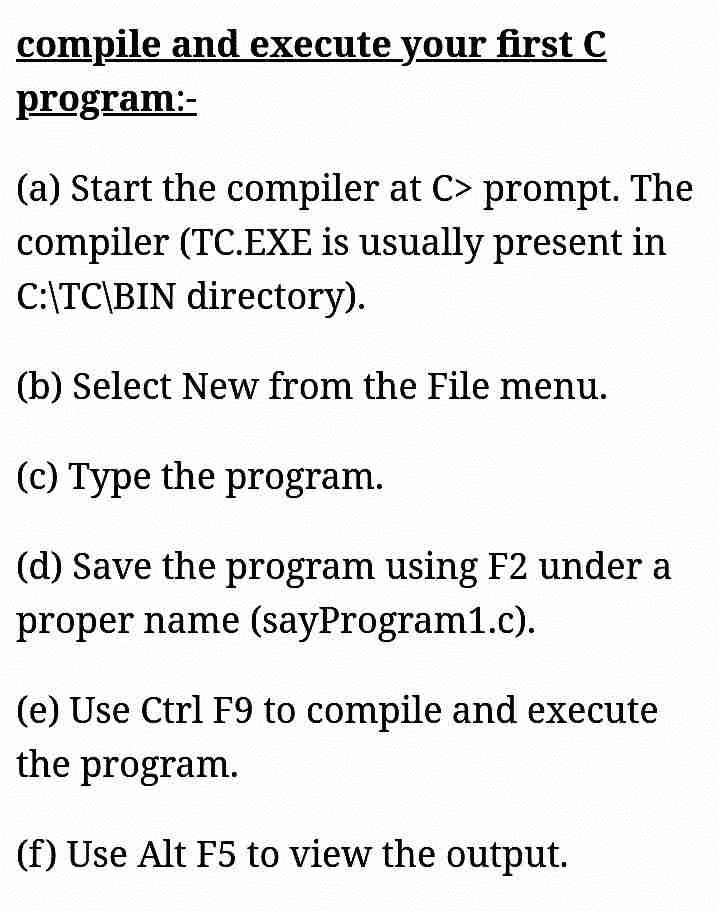 compile and execute your first C
program:-
(a) Start the compiler at C> prompt. The
compiler (TC.EXE is usually present in
C:\TC\BIN directory).
(b) Select New from the File menu.
(c) Type the program.
(d) Save the program using F2 under a
proper name (sayProgram1.c).
(e) Use Ctrl F9 to compile and execute
the program.
(f) Use Alt F5 to view the output.